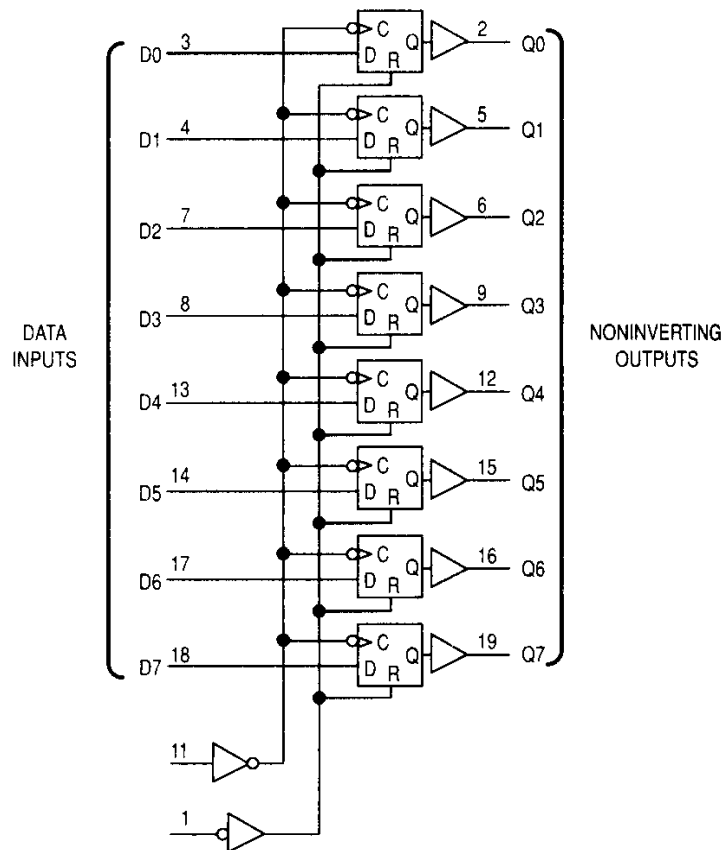 D0 3 C D Q R 2 Q0
D1 4 C D Q R 5 Q1
D2 7 C D Q R 6 Q2
D3 8 C D Q R 9 Q3
DATA
INPUTS
NONINVERTING
OUTPUTS
D4 13 C D Q R 12 Q4
D5 14 C D Q R 15 Q5
D6 17 C D Q R 16 Q6
D7 18 C D Q R 19 Q7
11
1